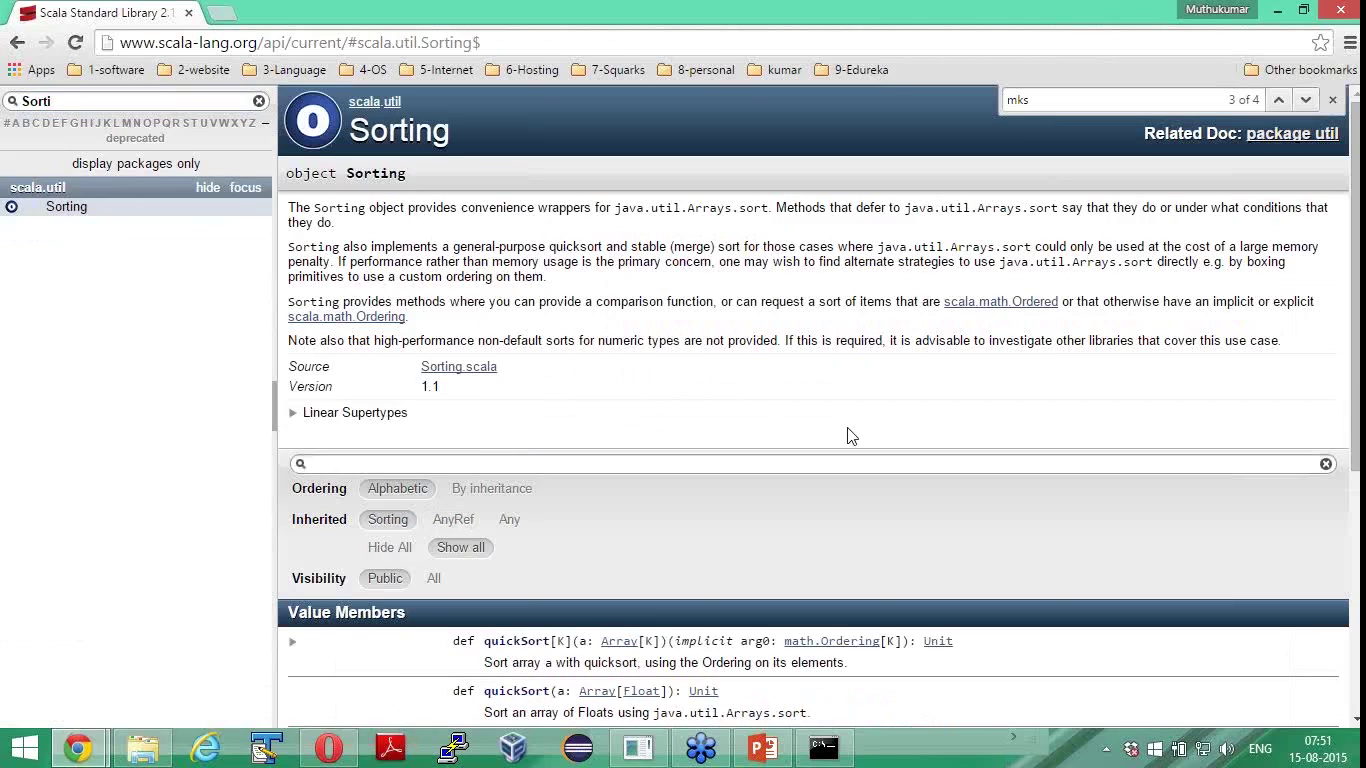 Scala Standard Library 2.1
Muthukumar
www.scala-lang.org/api/current/#scala.util.Sorting$
Apps 1-software 2-website 3-Language 4-OS 5-Internet 6-Hosting 7-Squarks 8-personal kumar 9-Edureka Other bookmarks
Sorti
mks 3 of 4
#ABCDEFGHIJKLMNOPQRSTUVWXYZ –
deprecated
display packages only
scala.util hide focus
Sorting
scala.util
O Sorting
Related Doc: package util
object Sorting
The Sorting object provides convenience wrappers for java.util.Arrays.sort. Methods that defer to java.util.Arrays.sort say that they do or under what conditions that
they do.
Sorting also implements a general-purpose quicksort and stable (merge) sort for those cases where java.util.Arrays.sort could only be used at the cost of a large memory
penalty. If performance rather than memory usage is the primary concern, one may wish to find alternate strategies to use java.util.Arrays.sort directly e.g. by boxing
primitives to use a custom ordering on them.
Sorting provides methods where you can provide a comparison function, or can request a sort of items that are scala.math.Ordered or that otherwise have an implicit or explicit
scala.math.Ordering.
Note also that high-performance non-default sorts for numeric types are not provided. If this is required, it is advisable to investigate other libraries that cover this use case.
Source Sorting.scala
Version 1.1
Linear Supertypes
Ordering Alphabetic By inheritance
Inherited Sorting AnyRef Any
Hide All Show all
Visibility Public All
Value Members
def quickSort[K](a: Array[K])(implicit arg0: math.Ordering[K]): Unit
Sort array a with quicksort, using the Ordering on its elements.
def quickSort(a: Array[Float]): Unit
Sort an array of Floats using java.util.Arrays.sort.
ENG 07:51
15-08-2015